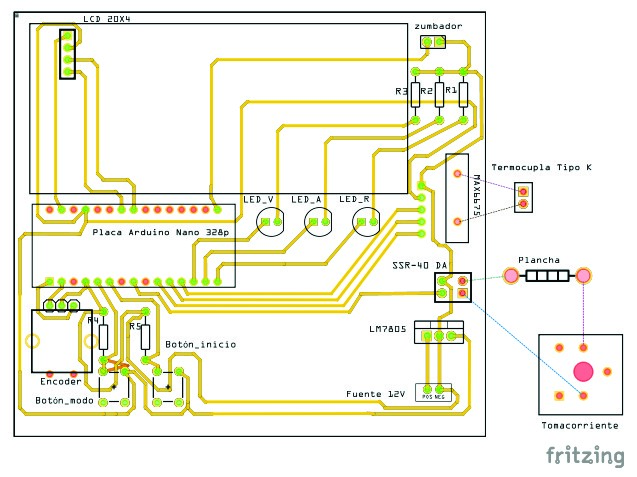 LCD 20X4
zumbador
R3 R2 R1
MAX6675
Termocupla Tipo K
LED_V LED_A LED_R
Placa Arduino Nano 328p
SSR-40 DA
Plancha
R4 R5
LM7805
Botón_inicio
Encoder
Fuente 12V
POS NEG
Botón_modo
Tomacorriente
fritzing